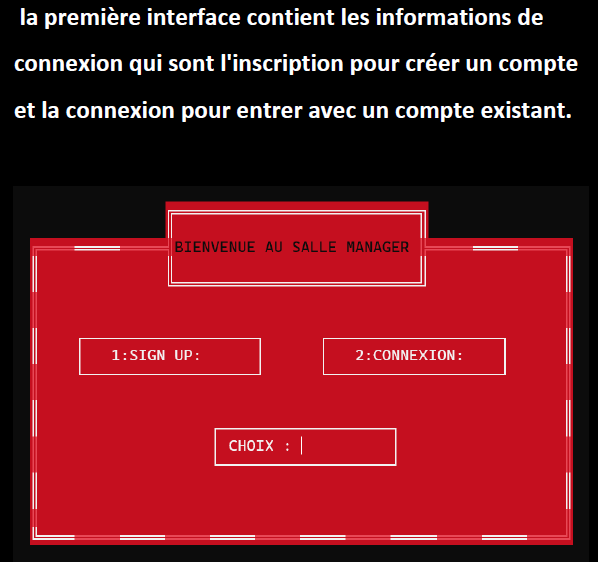 la première interface contient les informations de
connexion qui sont l'inscription pour créer un compte
et la connexion pour entrer avec un compte existant.
BIENVENUE AU SALLE MANAGER
1:SIGN UP:
2:CONNEXION:
CHOIX :